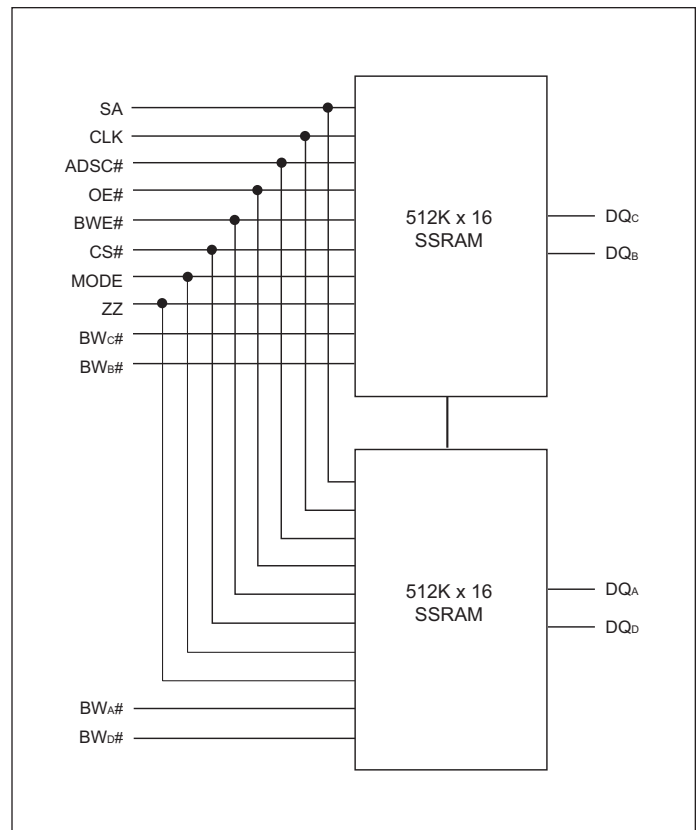 SA
CLK
ADSC#
OE#
BWE#
CS#
MODE
ZZ
BWC#
BWB#
512K x 16
SSRAM
DQC
DQB
512K x 16
SSRAM
DQA
DQD
BWA#
BWD#